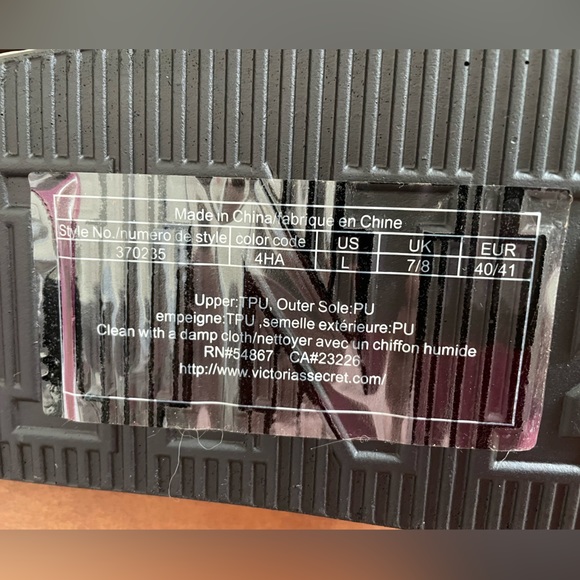 Made in China/fabrique en Chine
Style No./numero de style color code US UK EUR
370235 4HA L 7/8 40/41
Upper:TPU, Outer Sole:PU
empeigne:TPU ,semelle extérieure:PU
Clean with a damp cloth/nettoyer avec un chiffon humide
RN#54867 CA#23226
http://www.victoriassecret.com/